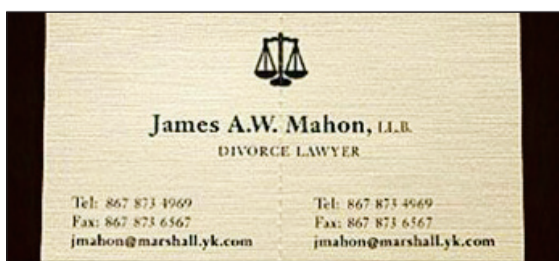 James A.W. Mahon, LL.B.
DIVORCE LAWYER
Tel: 867 873 4969
Fax: 867 873 6567
jmahon@marshall.yk.com
Tel: 867 873 4969
Fax: 867 873 6567
jmahon@marshall.yk.com